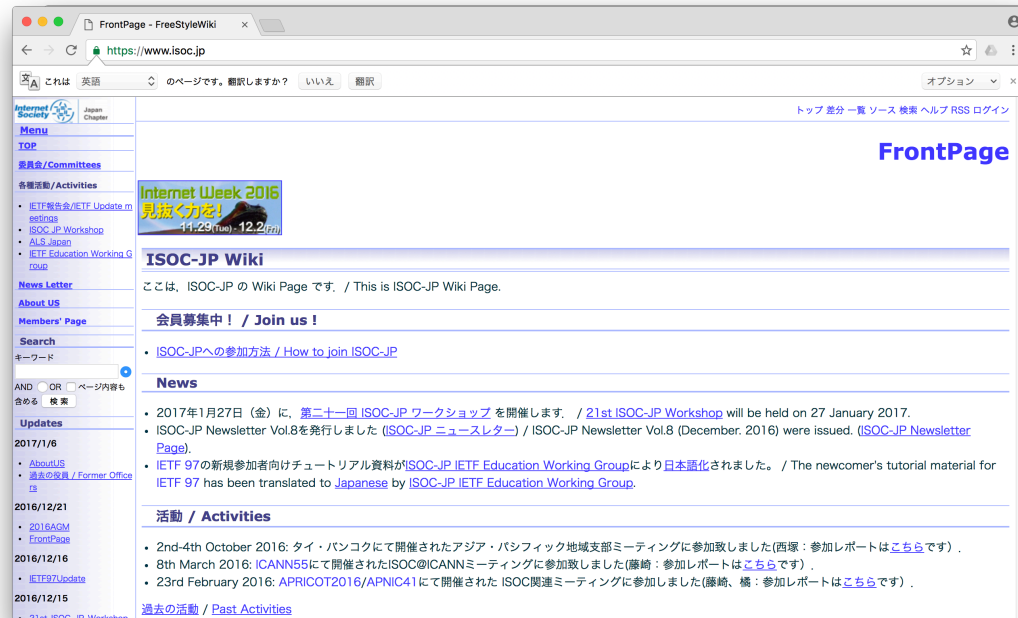 FrontPage - FreeStyleWiki
https://www.isoc.jp
これは 英語 のページです。翻訳しますか？ いいえ 翻訳 オプション
Internet Society
Japan Chapter
トップ 差分 一覧 ソース 検索 ヘルプ RSS ログイン
Menu
TOP
委員会/Committees
各種活動/Activities
IETF報告会/IETF Update m
eetings
ISOC JP Workshop
ALS Japan
IETF Education Working G
roup
News Letter
About US
Members' Page
Search
キーワード
AND OR ページ内容も
含める 検 索
Updates
2017/1/6
AboutUS
過去の役員 / Former Office
rs
2016/12/21
2016AGM
FrontPage
2016/12/16
IETF97Update
2016/12/15
21st ISOC-JP Workshop
FrontPage
Internet Week 2016
見抜く力を！
11.29(Tue) - 12.2(Fri)
ISOC-JP Wiki
ここは，ISOC-JP の Wiki Page です． / This is ISOC-JP Wiki Page.
会員募集中！ / Join us !
ISOC-JPへの参加方法 / How to join ISOC-JP
News
2017年1月27日（金）に，第二十一回 ISOC-JP ワークショップ を開催します． / 21st ISOC-JP Workshop will be held on 27 January 2017.
ISOC-JP Newsletter Vol.8を発行しました (ISOC-JP ニュースレター) / ISOC-JP Newsletter Vol.8 (December. 2016) were issued. (ISOC-JP Newsletter
Page).
IETF 97の新規参加者向けチュートリアル資料がISOC-JP IETF Education Working Groupにより日本語化されました。 / The newcomer's tutorial material for
IETF 97 has been translated to Japanese by ISOC-JP IETF Education Working Group.
活動 / Activities
2nd-4th October 2016: タイ・バンコクにて開催されたアジア・パシフィック地域支部ミーティングに参加致しました(西塚：参加レポートはこちらです）．
8th March 2016: ICANN55にて開催されたISOC@ICANNミーティングに参加致しました(藤崎：参加レポートはこちらです）．
23rd February 2016: APRICOT2016/APNIC41にて開催された ISOC関連ミーティングに参加しました(藤崎、橘：参加レポートはこちらです）．
過去の活動 / Past Activities